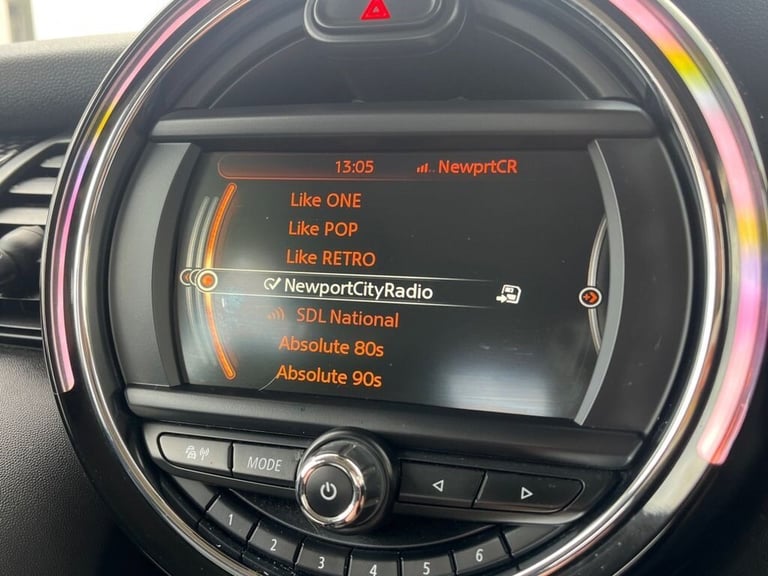 13:05 NewprtCR
Like ONE
Like POP
Like RETRO
NewportCityRadio
SDL National
Absolute 80s
Absolute 90s
MODE
1 2 3 4 5 6